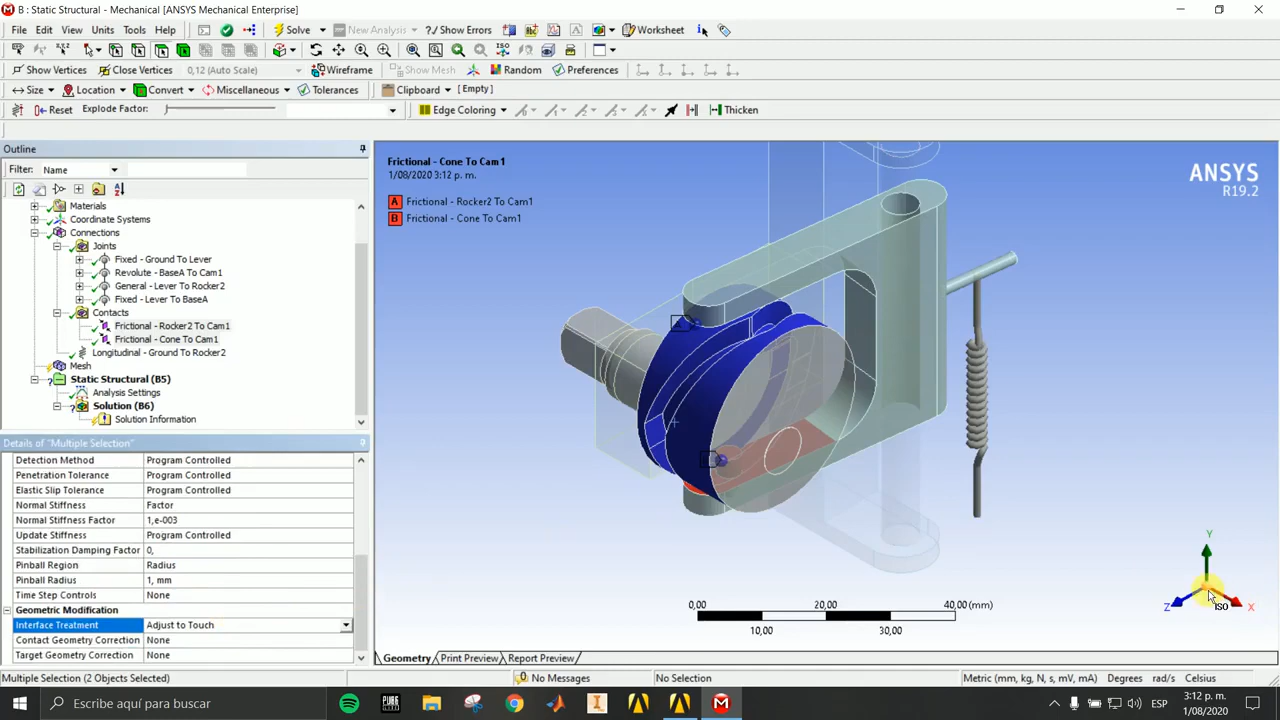 B : Static Structural - Mechanical [ANSYS Mechanical Enterprise]
File Edit View Units Tools Help Solve New Analysis Show Errors Worksheet
Show Vertices Close Vertices 0,12 (Auto Scale) Wireframe Show Mesh Random Preferences
Size Location Convert Miscellaneous Tolerances Clipboard [Empty]
Reset Explode Factor: Edge Coloring Thicken
Outline
Filter: Name
Materials
Coordinate Systems
Connections
Joints
Fixed - Ground To Lever
Revolute - BaseA To Cam1
General - Lever To Rocker2
Fixed - Lever To BaseA
Contacts
Frictional - Rocker2 To Cam1
Frictional - Cone To Cam1
Longitudinal - Ground To Rocker2
Mesh
Static Structural (B5)
Analysis Settings
Solution (B6)
Solution Information
Details of "Multiple Selection"
Detection Method Program Controlled
Penetration Tolerance Program Controlled
Elastic Slip Tolerance Program Controlled
Normal Stiffness Factor
Normal Stiffness Factor 1,e-003
Update Stiffness Program Controlled
Stabilization Damping Factor 0,
Pinball Region Radius
Pinball Radius 1, mm
Time Step Controls None
Geometric Modification
Interface Treatment Adjust to Touch
Contact Geometry Correction None
Target Geometry Correction None
Frictional - Cone To Cam1
1/08/2020 3:12 p. m.
A Frictional - Rocker2 To Cam1
B Frictional - Cone To Cam1
ANSYS
R19.2
0,00 20,00 40,00 (mm)
10,00 30,00
Y
Z ISO X
Geometry Print Preview Report Preview
Multiple Selection (2 Objects Selected) No Messages No Selection Metric (mm, kg, N, s, mV, mA) Degrees rad/s Celsius
Escribe aquí para buscar
ESP
3:12 p. m.
1/08/2020